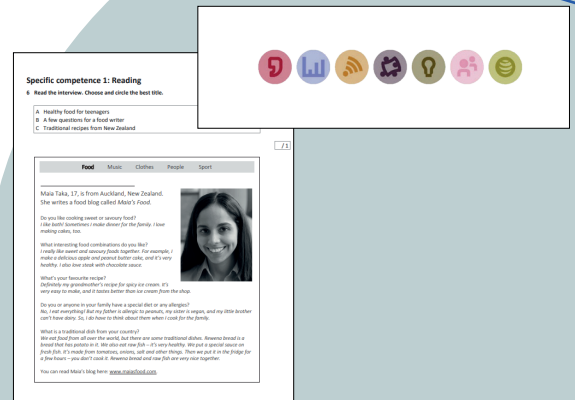 Specific competence 1: Reading
6 Read the interview. Choose and circle the best title.
A Healthy food for teenagers
B A few questions for a food writer
C Traditional recipes from New Zealand
/ 1
Food Music Clothes People Sport
Maia Taka, 17, is from Auckland, New Zealand.
She writes a food blog called Maia's Food.
Do you like cooking sweet or savoury food?
I like both! Sometimes I make dinner for the family. I love
making cakes, too.
What interesting food combinations do you like?
I really like sweet and savoury foods together. For example, I
make a delicious apple and peanut butter cake, and it's very
healthy. I also love steak with chocolate sauce.
What's your favourite recipe?
Definitely my grandmother's recipe for spicy ice cream. It's
very easy to make, and it tastes better than ice cream from the shop.
Do you or anyone in your family have a special diet or any allergies?
No, I eat everything! But my father is allergic to peanuts, my sister is vegan, and my little brother
can't have dairy. So, I do have to think about them when I cook for the family.
What is a traditional dish from your country?
We eat food from all over the world, but there are some traditional dishes. Rewena bread is a
bread that has potato in it. We also eat raw fish – it's very healthy. We put a special sauce on
fresh fish. It's made from tomatoes, onions, salt and other things. Then we put it in the fridge for
a few hours – you don't cook it. Rewena bread and raw fish are very nice together.
You can read Maia's blog here: www.maiasfood.com.